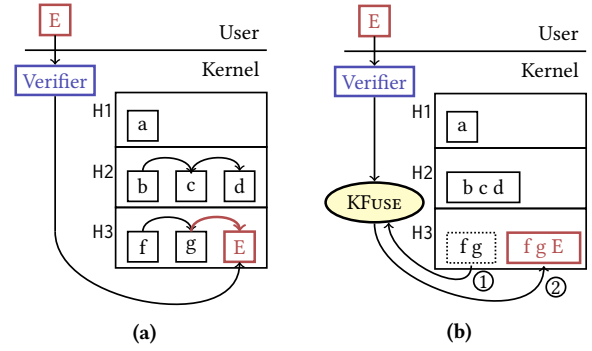 E
User
Kernel
Verifier
H1
a
H2
b c d
H3
f g E
(a)
E
User
Kernel
Verifier
H1
a
KFUSE
H2
b c d
H3
f g
f g E
① ②
(b)